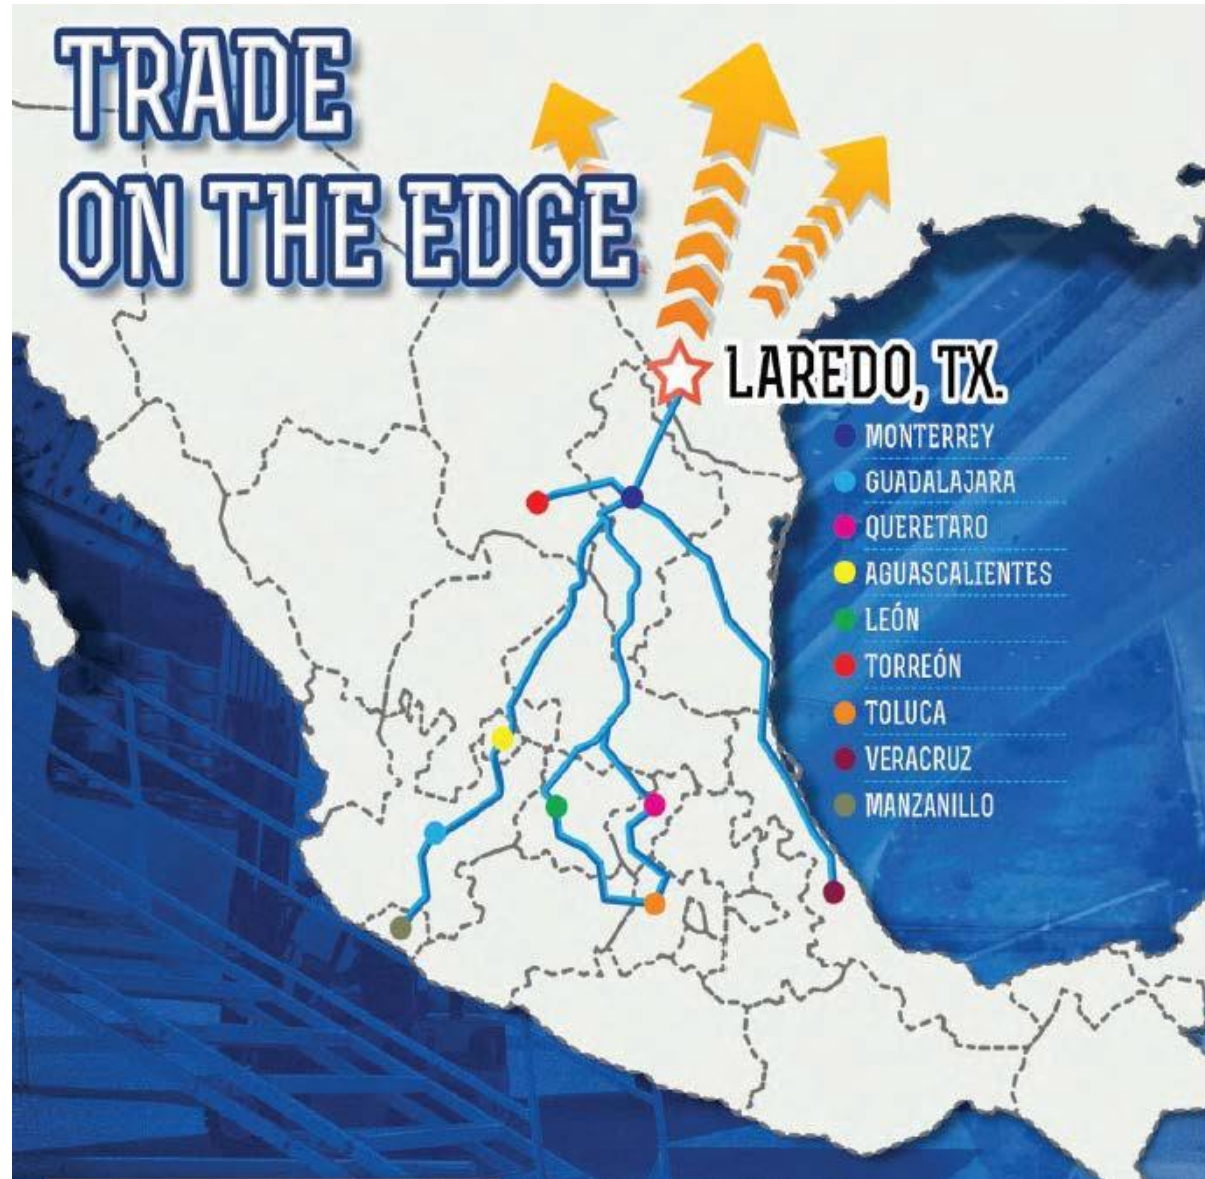 TRADE
ON THE EDGE
LAREDO, TX.
MONTERREY
GUADALAJARA
QUERETARO
AGUASCALIENTES
LEÓN
TORREÓN
TOLUCA
VERACRUZ
MANZANILLO